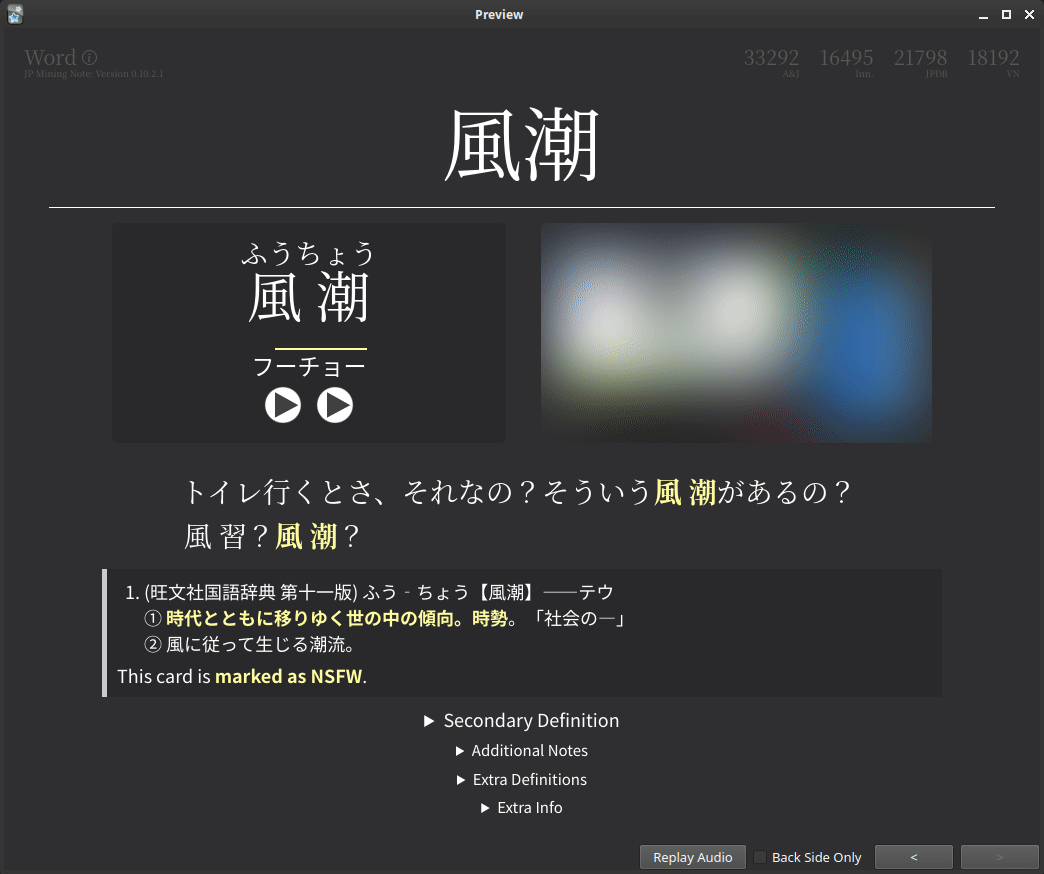 Preview
Word
JP Mining Note: Version 0.10.2.1
33292 16495 21798 18192
A&J Inn. JPDB VN
風潮
ふうちょう
風潮
フーチョー
トイレ行くとさ、それなの？そういう風潮があるの？
風習？風潮？
1. (旺文社国語辞典 第十一版) ふう‐ちょう【風潮】――テウ
① 時代とともに移りゆく世の中の傾向。時勢。「社会の―」
② 風に従って生じる潮流。
This card is marked as NSFW.
▶ Secondary Definition
▶ Additional Notes
▶ Extra Definitions
▶ Extra Info
Replay Audio Back Side Only < >